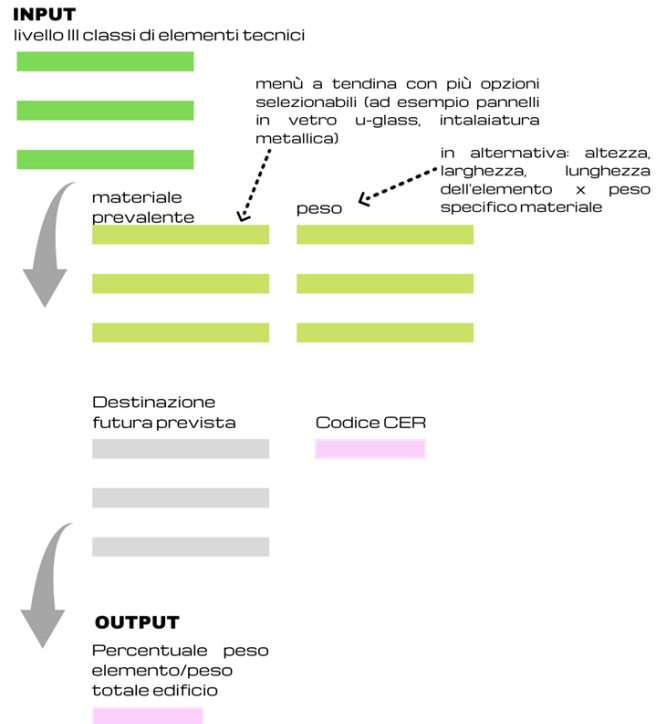 INPUT
livello III classi di elementi tecnici
menù a tendina con più opzioni
selezionabili (ad esempio pannelli
in vetro u-glass, intalaiatura
metallica)
in alternativa: altezza,
larghezza, lunghezza
dell'elemento x peso
specifico materiale
materiale
prevalente
peso
Destinazione
futura prevista
Codice CER
OUTPUT
Percentuale peso
elemento/peso
totale edificio